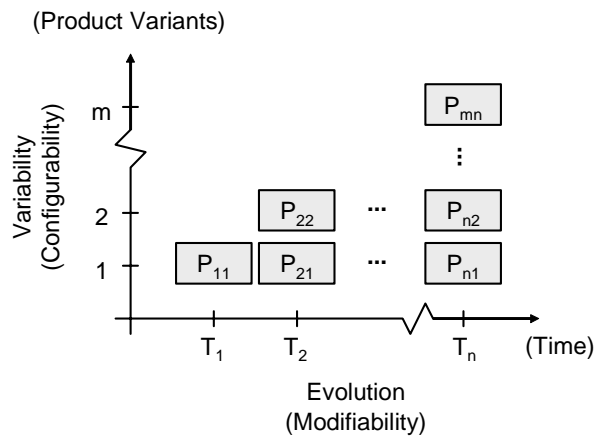 (Product Variants)
Variability
(Configurability)
m
P_mn
⋮
2
P_22
...
P_n2
1
P_11
P_21
...
P_n1
T_1
T_2
T_n
(Time)
Evolution
(Modifiability)